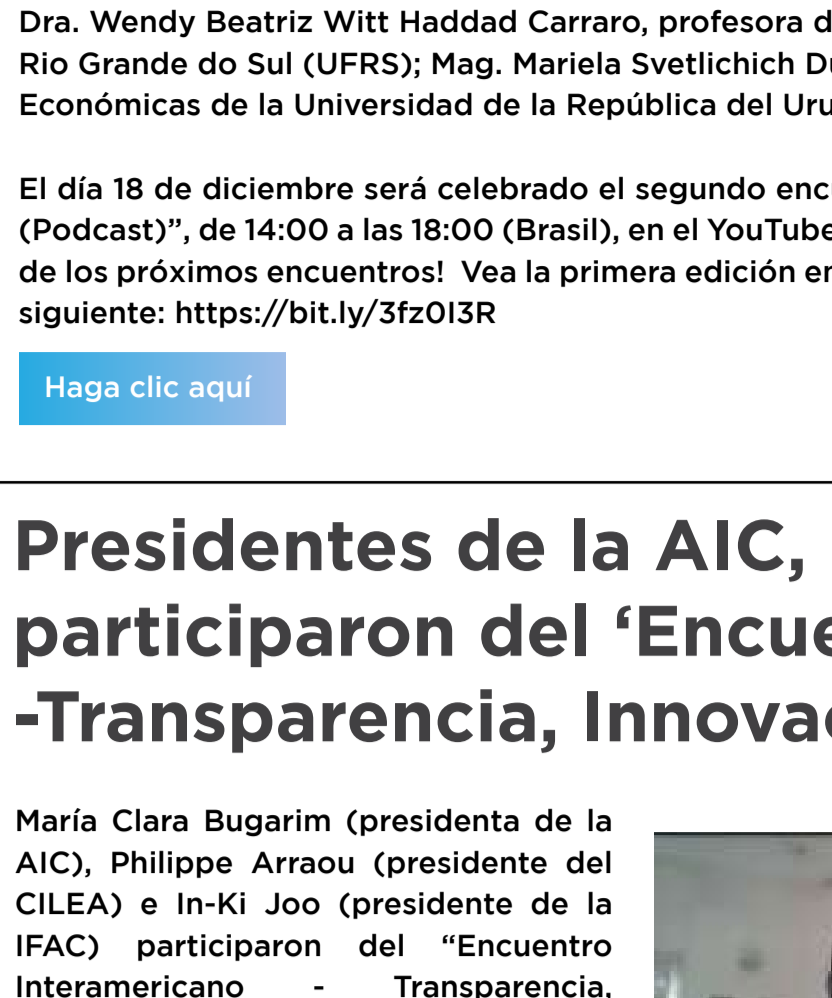 Dra. Wendy Beatriz Witt Haddad Carraro, profesora d
Rio Grande do Sul (UFRS); Mag. Mariela Svetlichich D
Económicas de la Universidad de la República del Uru
El día 18 de diciembre será celebrado el segundo enc
(Podcast)”, de 14:00 a las 18:00 (Brasil), en el YouTube
de los próximos encuentros! Vea la primera edición e
siguiente: https://bit.ly/3fz0I3R
Haga clic aquí
Presidentes de la AIC,
participaron del ‘Encue
-Transparencia, Innova
María Clara Bugarim (presidenta de la
AIC), Philippe Arraou (presidente del
CILEA) e In-Ki Joo (presidente de la
IFAC) participaron del “Encuentro
Interamericano - Transparencia,